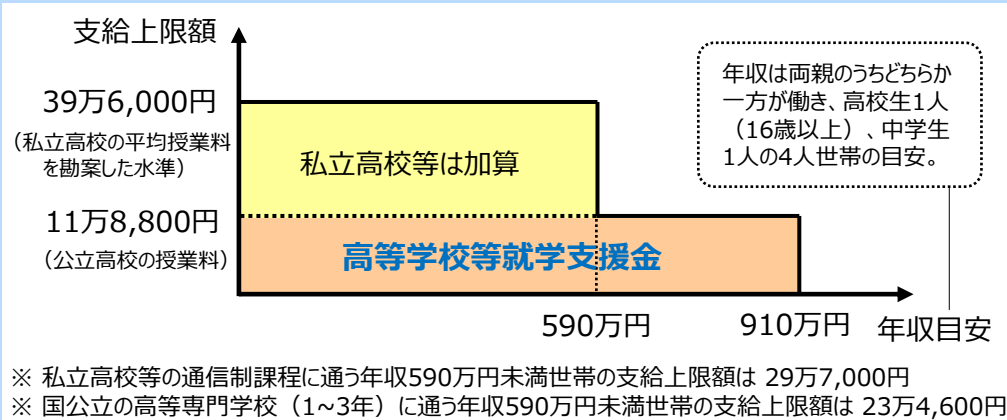 支給上限額
39万6,000円
（私立高校の平均授業料
を勘案した水準）
私立高校等は加算
年収は両親のうちどちらか
一方が働き、高校生1人
（16歳以上）、中学生
1人の4人世帯の目安。
11万8,800円
（公立高校の授業料）
高等学校等就学支援金
590万円
910万円
年収目安
※ 私立高校等の通信制課程に通う年収590万円未満世帯の支給上限額は 29万7,000円
※ 国公立の高等専門学校（1~3年）に通う年収590万円未満世帯の支給上限額は 23万4,600円